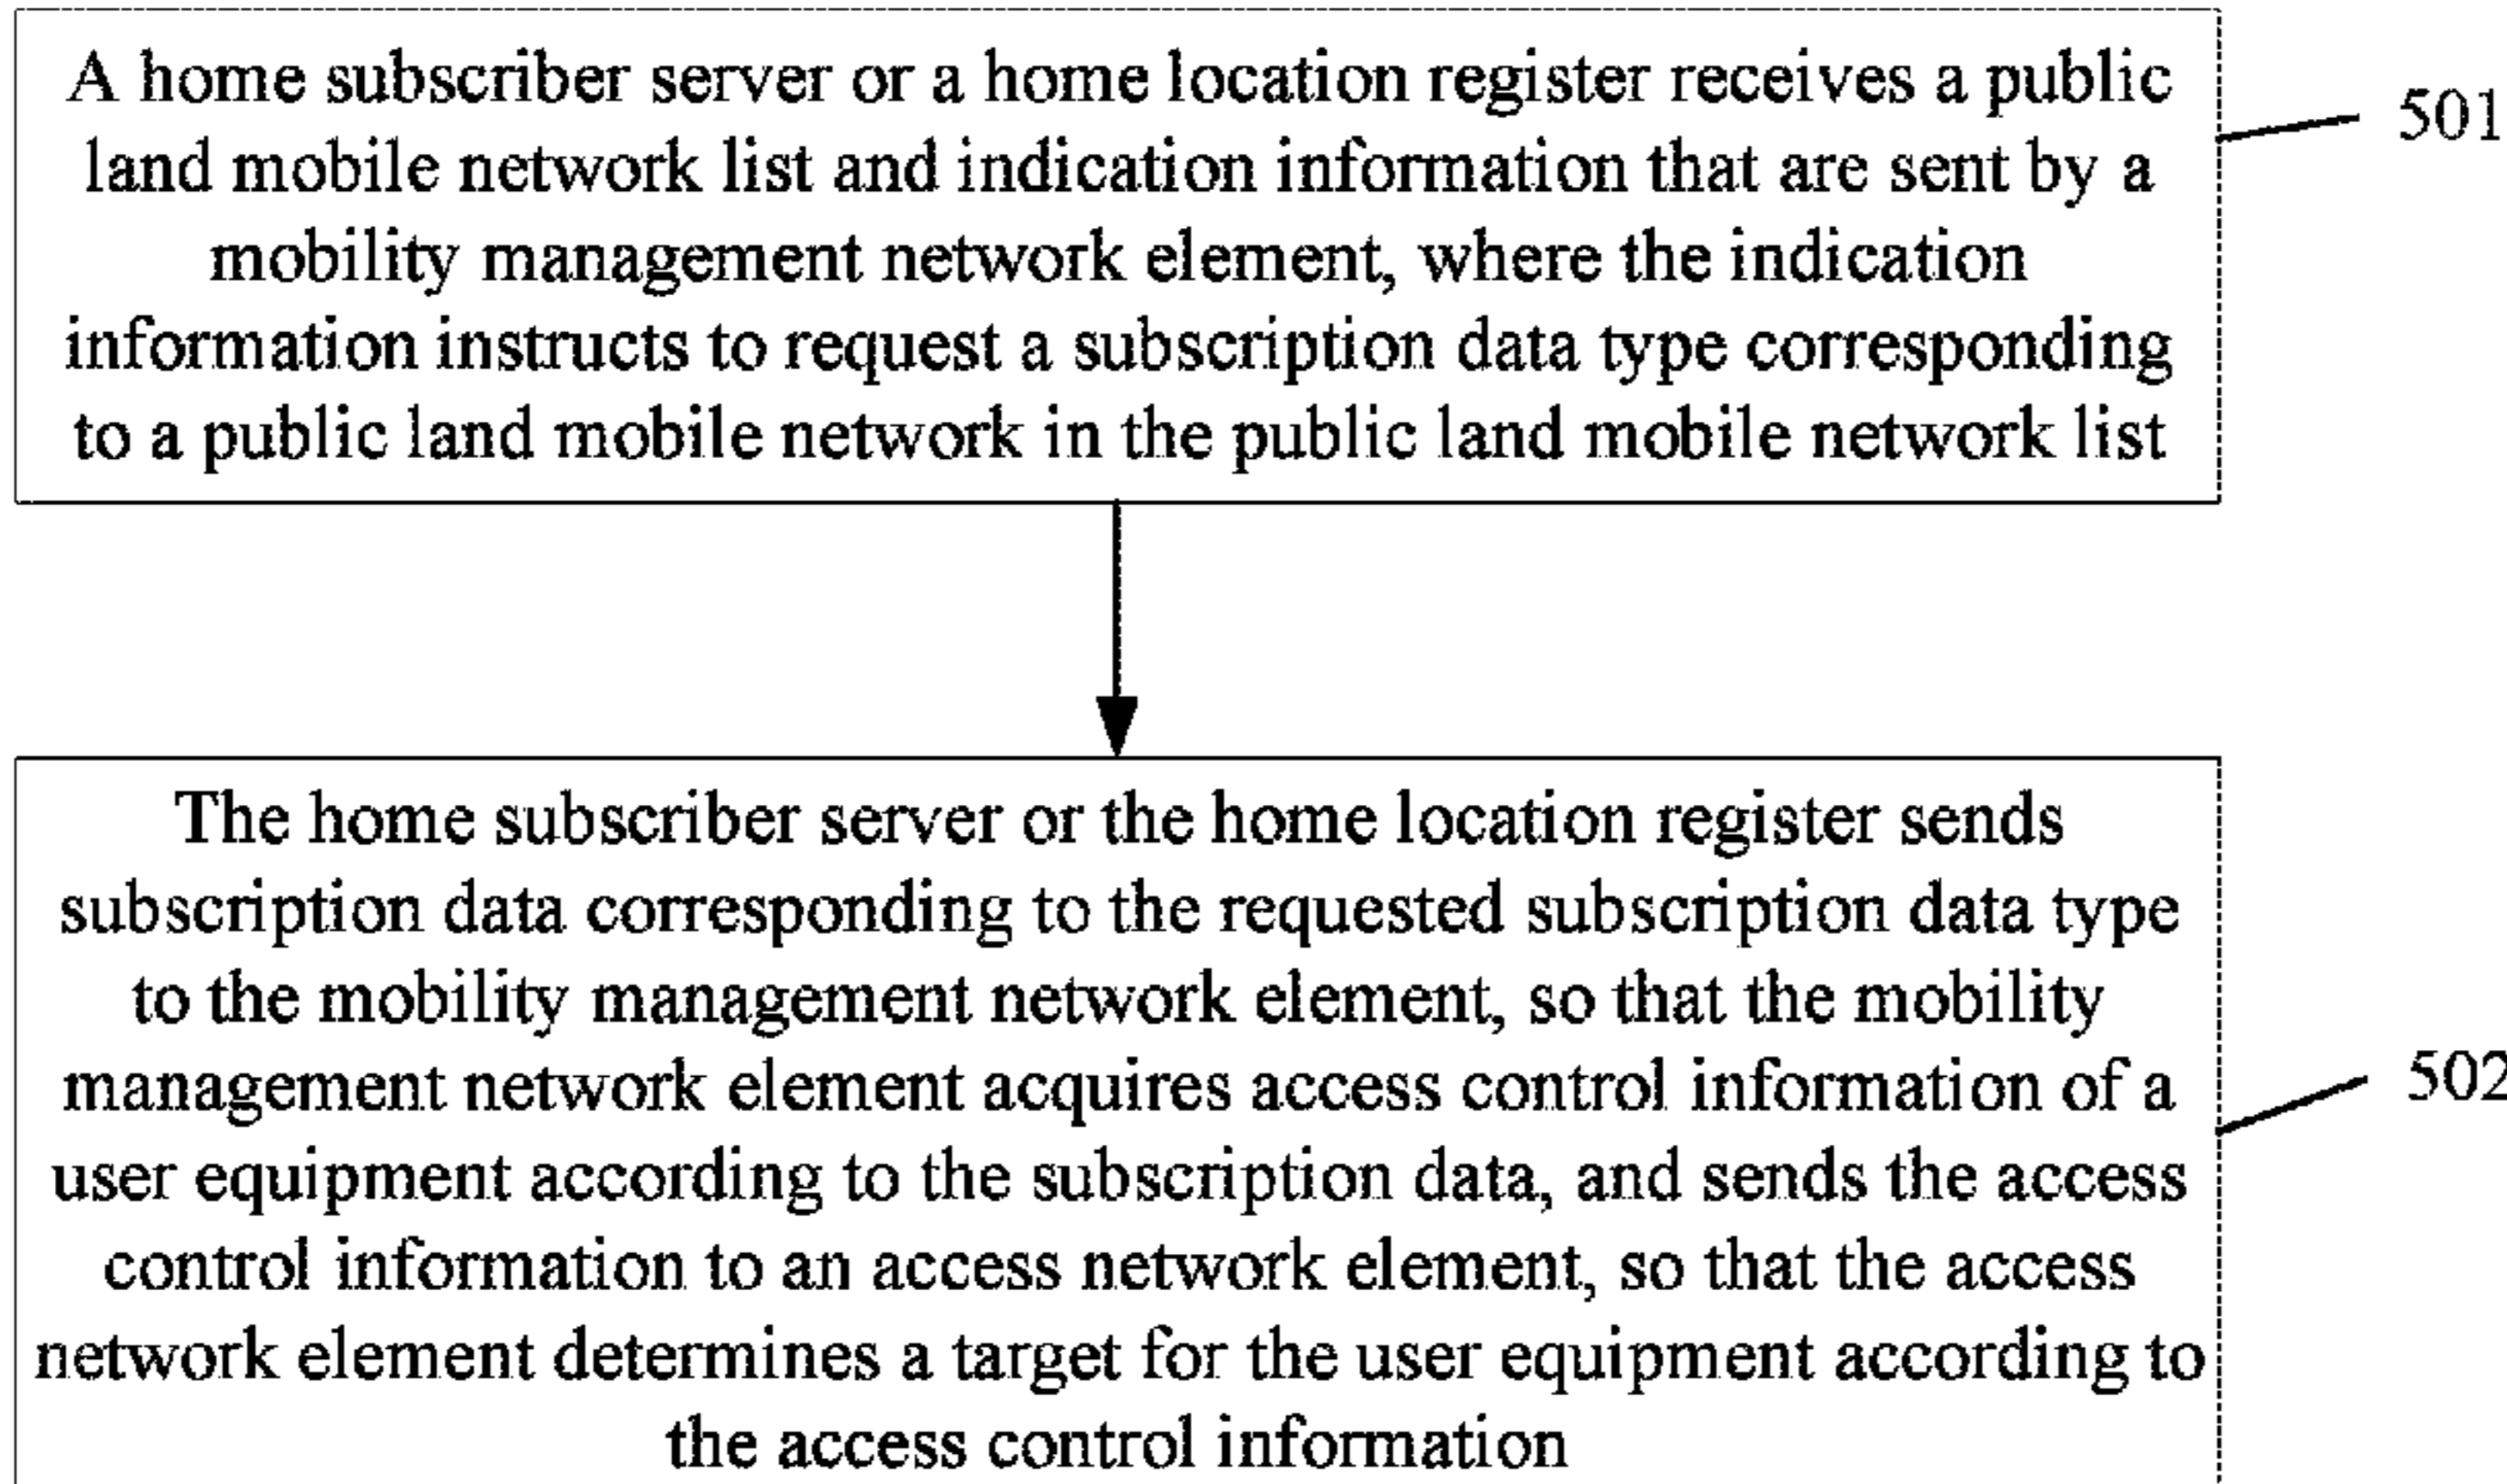 A home subscriber server or a home location register receives a public
land mobile network list and indication information that are sent by a
mobility management network element, where the indication
information instructs to request a subscription data type corresponding
to a public land mobile network in the public land mobile network list
501
The home subscriber server or the home location register sends
subscription data corresponding to the requested subscription data type
to the mobility management network element, so that the mobility
management network element acquires access control information of a
user equipment according to the subscription data, and sends the access
control information to an access network element, so that the access
network element determines a target for the user equipment according to
the access control information
502